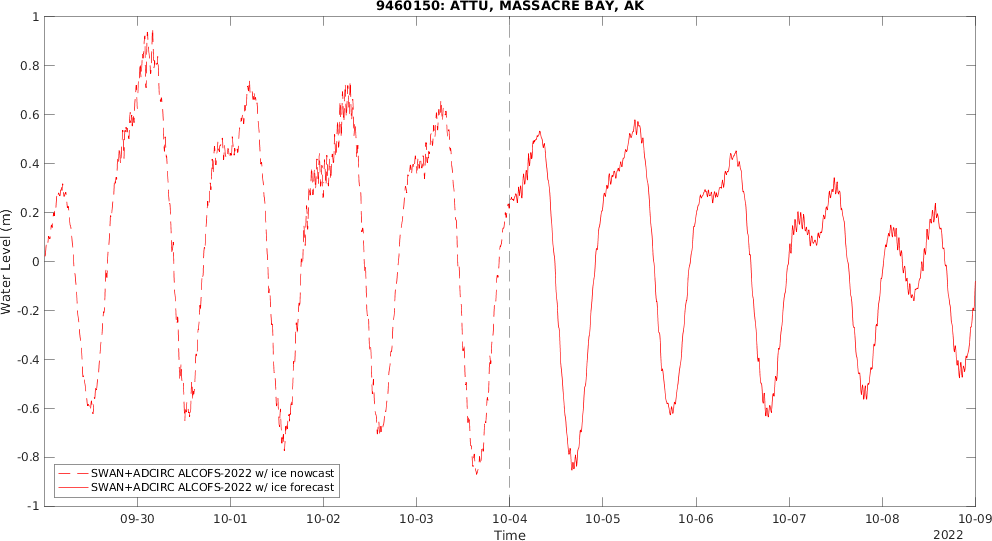 9460150: ATTU, MASSACRE BAY, AK
Water Level (m)
1
0.8
0.6
0.4
0.2
0
-0.2
-0.4
-0.6
-0.8
-1
SWAN+ADCIRC ALCOFS-2022 w/ ice nowcast
SWAN+ADCIRC ALCOFS-2022 w/ ice forecast
09-30 10-01 10-02 10-03 10-04 10-05 10-06 10-07 10-08 10-09
Time
2022